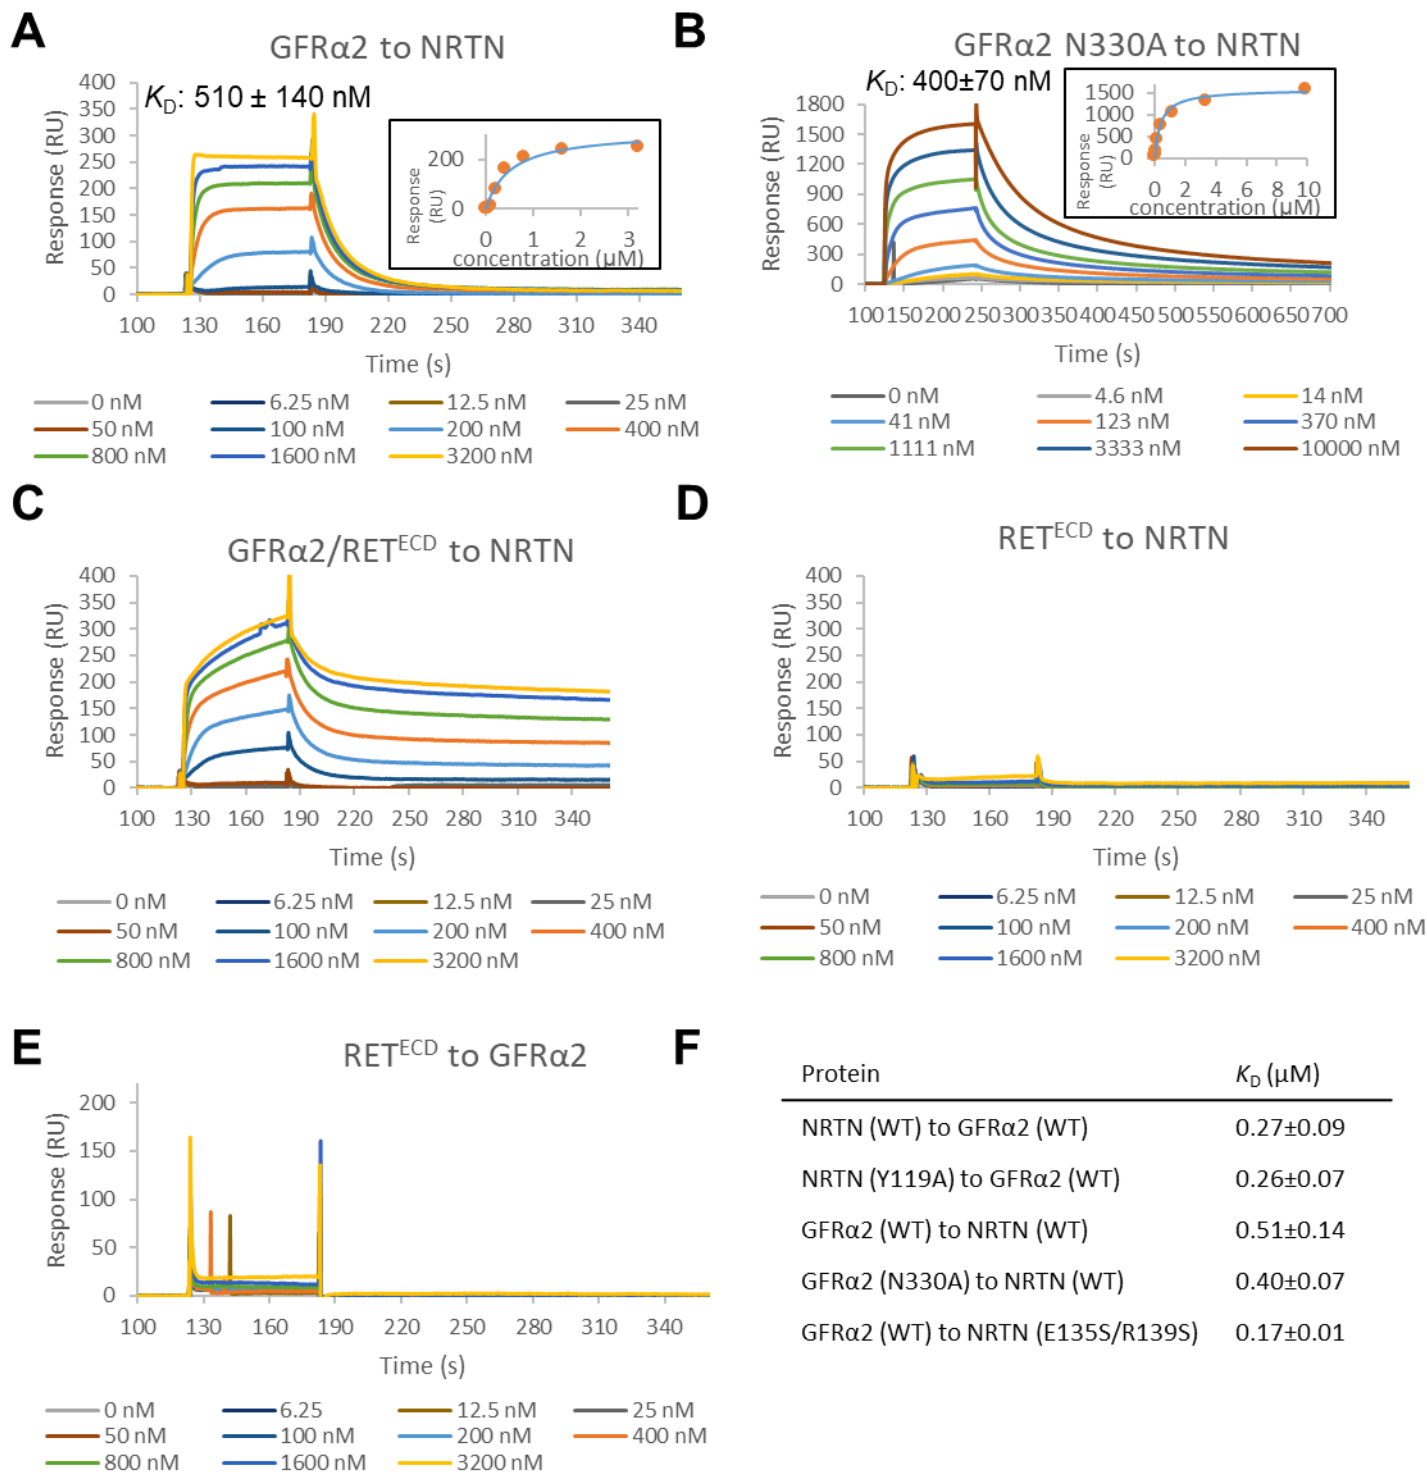 A
GFRα2 to NRTN
K_D: 510 ± 140 nM
Response (RU)
400
350
300
250
200
150
100
50
0
100 130 160 190 220 250 280 310 340
Time (s)
Response (RU)
200
0
0 1 2 3
concentration (µM)
0 nM 6.25 nM 12.5 nM 25 nM
50 nM 100 nM 200 nM 400 nM
800 nM 1600 nM 3200 nM
B
GFRα2 N330A to NRTN
K_D: 400±70 nM
Response (RU)
1800
1500
1200
900
600
300
0
100 150 200 250 300 350 400 450 500 550 600 650 700
Time (s)
Response (RU)
1500
1000
500
0
0 2 4 6 8 10
concentration (µM)
0 nM 4.6 nM 14 nM
41 nM 123 nM 370 nM
1111 nM 3333 nM 10000 nM
C
GFRα2/RET^ECD to NRTN
Response (RU)
400
350
300
250
200
150
100
50
0
100 130 160 190 220 250 280 310 340
Time (s)
0 nM 6.25 nM 12.5 nM 25 nM
50 nM 100 nM 200 nM 400 nM
800 nM 1600 nM 3200 nM
D
RET^ECD to NRTN
Response (RU)
400
350
300
250
200
150
100
50
0
100 130 160 190 220 250 280 310 340
Time (s)
0 nM 6.25 nM 12.5 nM 25 nM
50 nM 100 nM 200 nM 400 nM
800 nM 1600 nM 3200 nM
E
RET^ECD to GFRα2
Response (RU)
200
150
100
50
0
100 130 160 190 220 250 280 310 340
Time (s)
0 nM 6.25 12.5 nM 25 nM
50 nM 100 nM 200 nM 400 nM
800 nM 1600 nM 3200 nM
F
Protein K_D (µM)
NRTN (WT) to GFRα2 (WT) 0.27±0.09
NRTN (Y119A) to GFRα2 (WT) 0.26±0.07
GFRα2 (WT) to NRTN (WT) 0.51±0.14
GFRα2 (N330A) to NRTN (WT) 0.40±0.07
GFRα2 (WT) to NRTN (E135S/R139S) 0.17±0.01